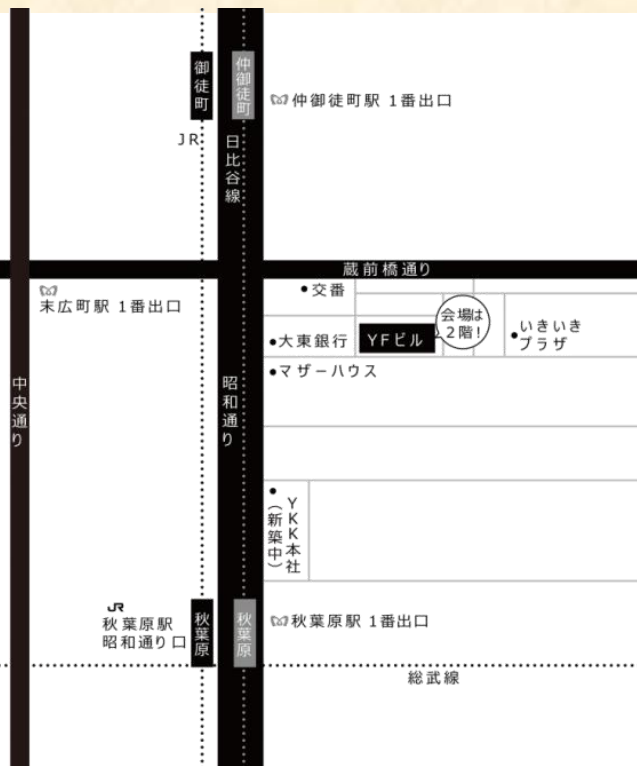 御徒町
仲御徒町
仲御徒町駅 1番出口
JR
日比谷線
蔵前橋通り
末広町駅 1番出口
•交番
会場は
2階!
•大東銀行
YFビル
•いきいき
プラザ
•マザーハウス
中央通り
昭和通り
•YKK本社
(新築中)
JR
秋葉原駅
昭和通り口
秋葉原
秋葉原
秋葉原駅 1番出口
総武線